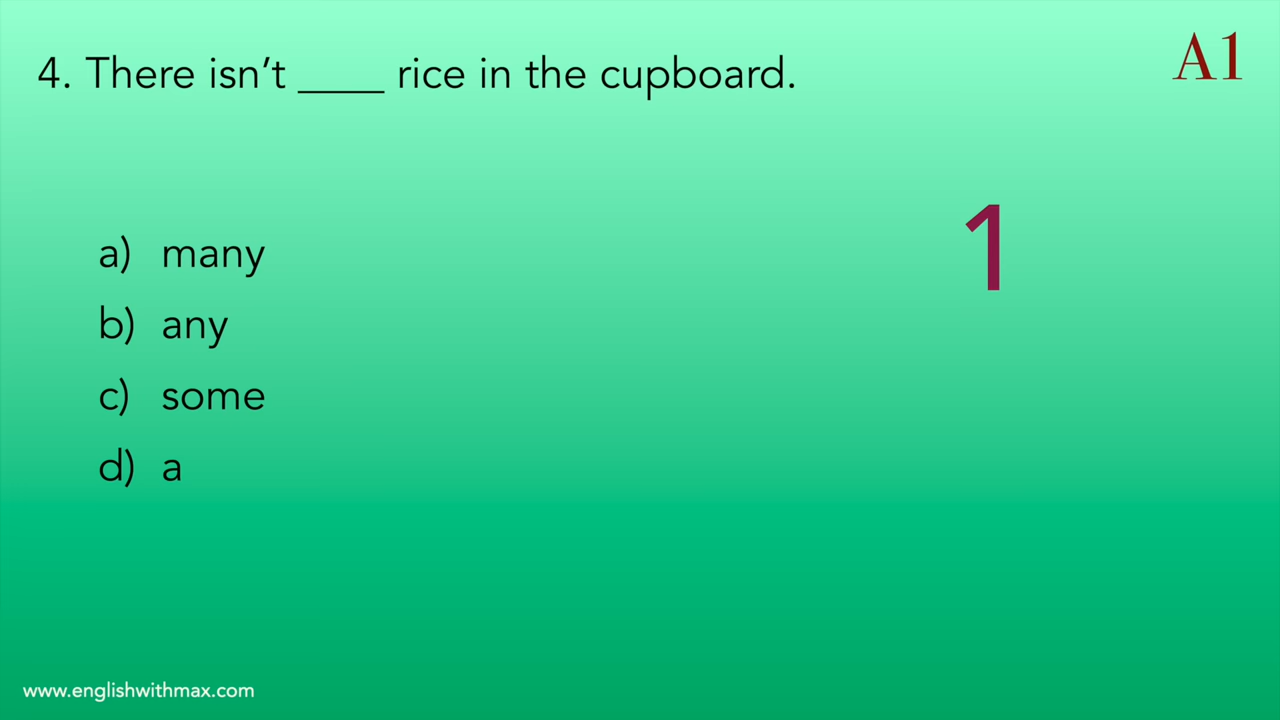 4. There isn’t ____ rice in the cupboard.
A1
1
a) many
b) any
c) some
d) a
www.englishwithmax.com